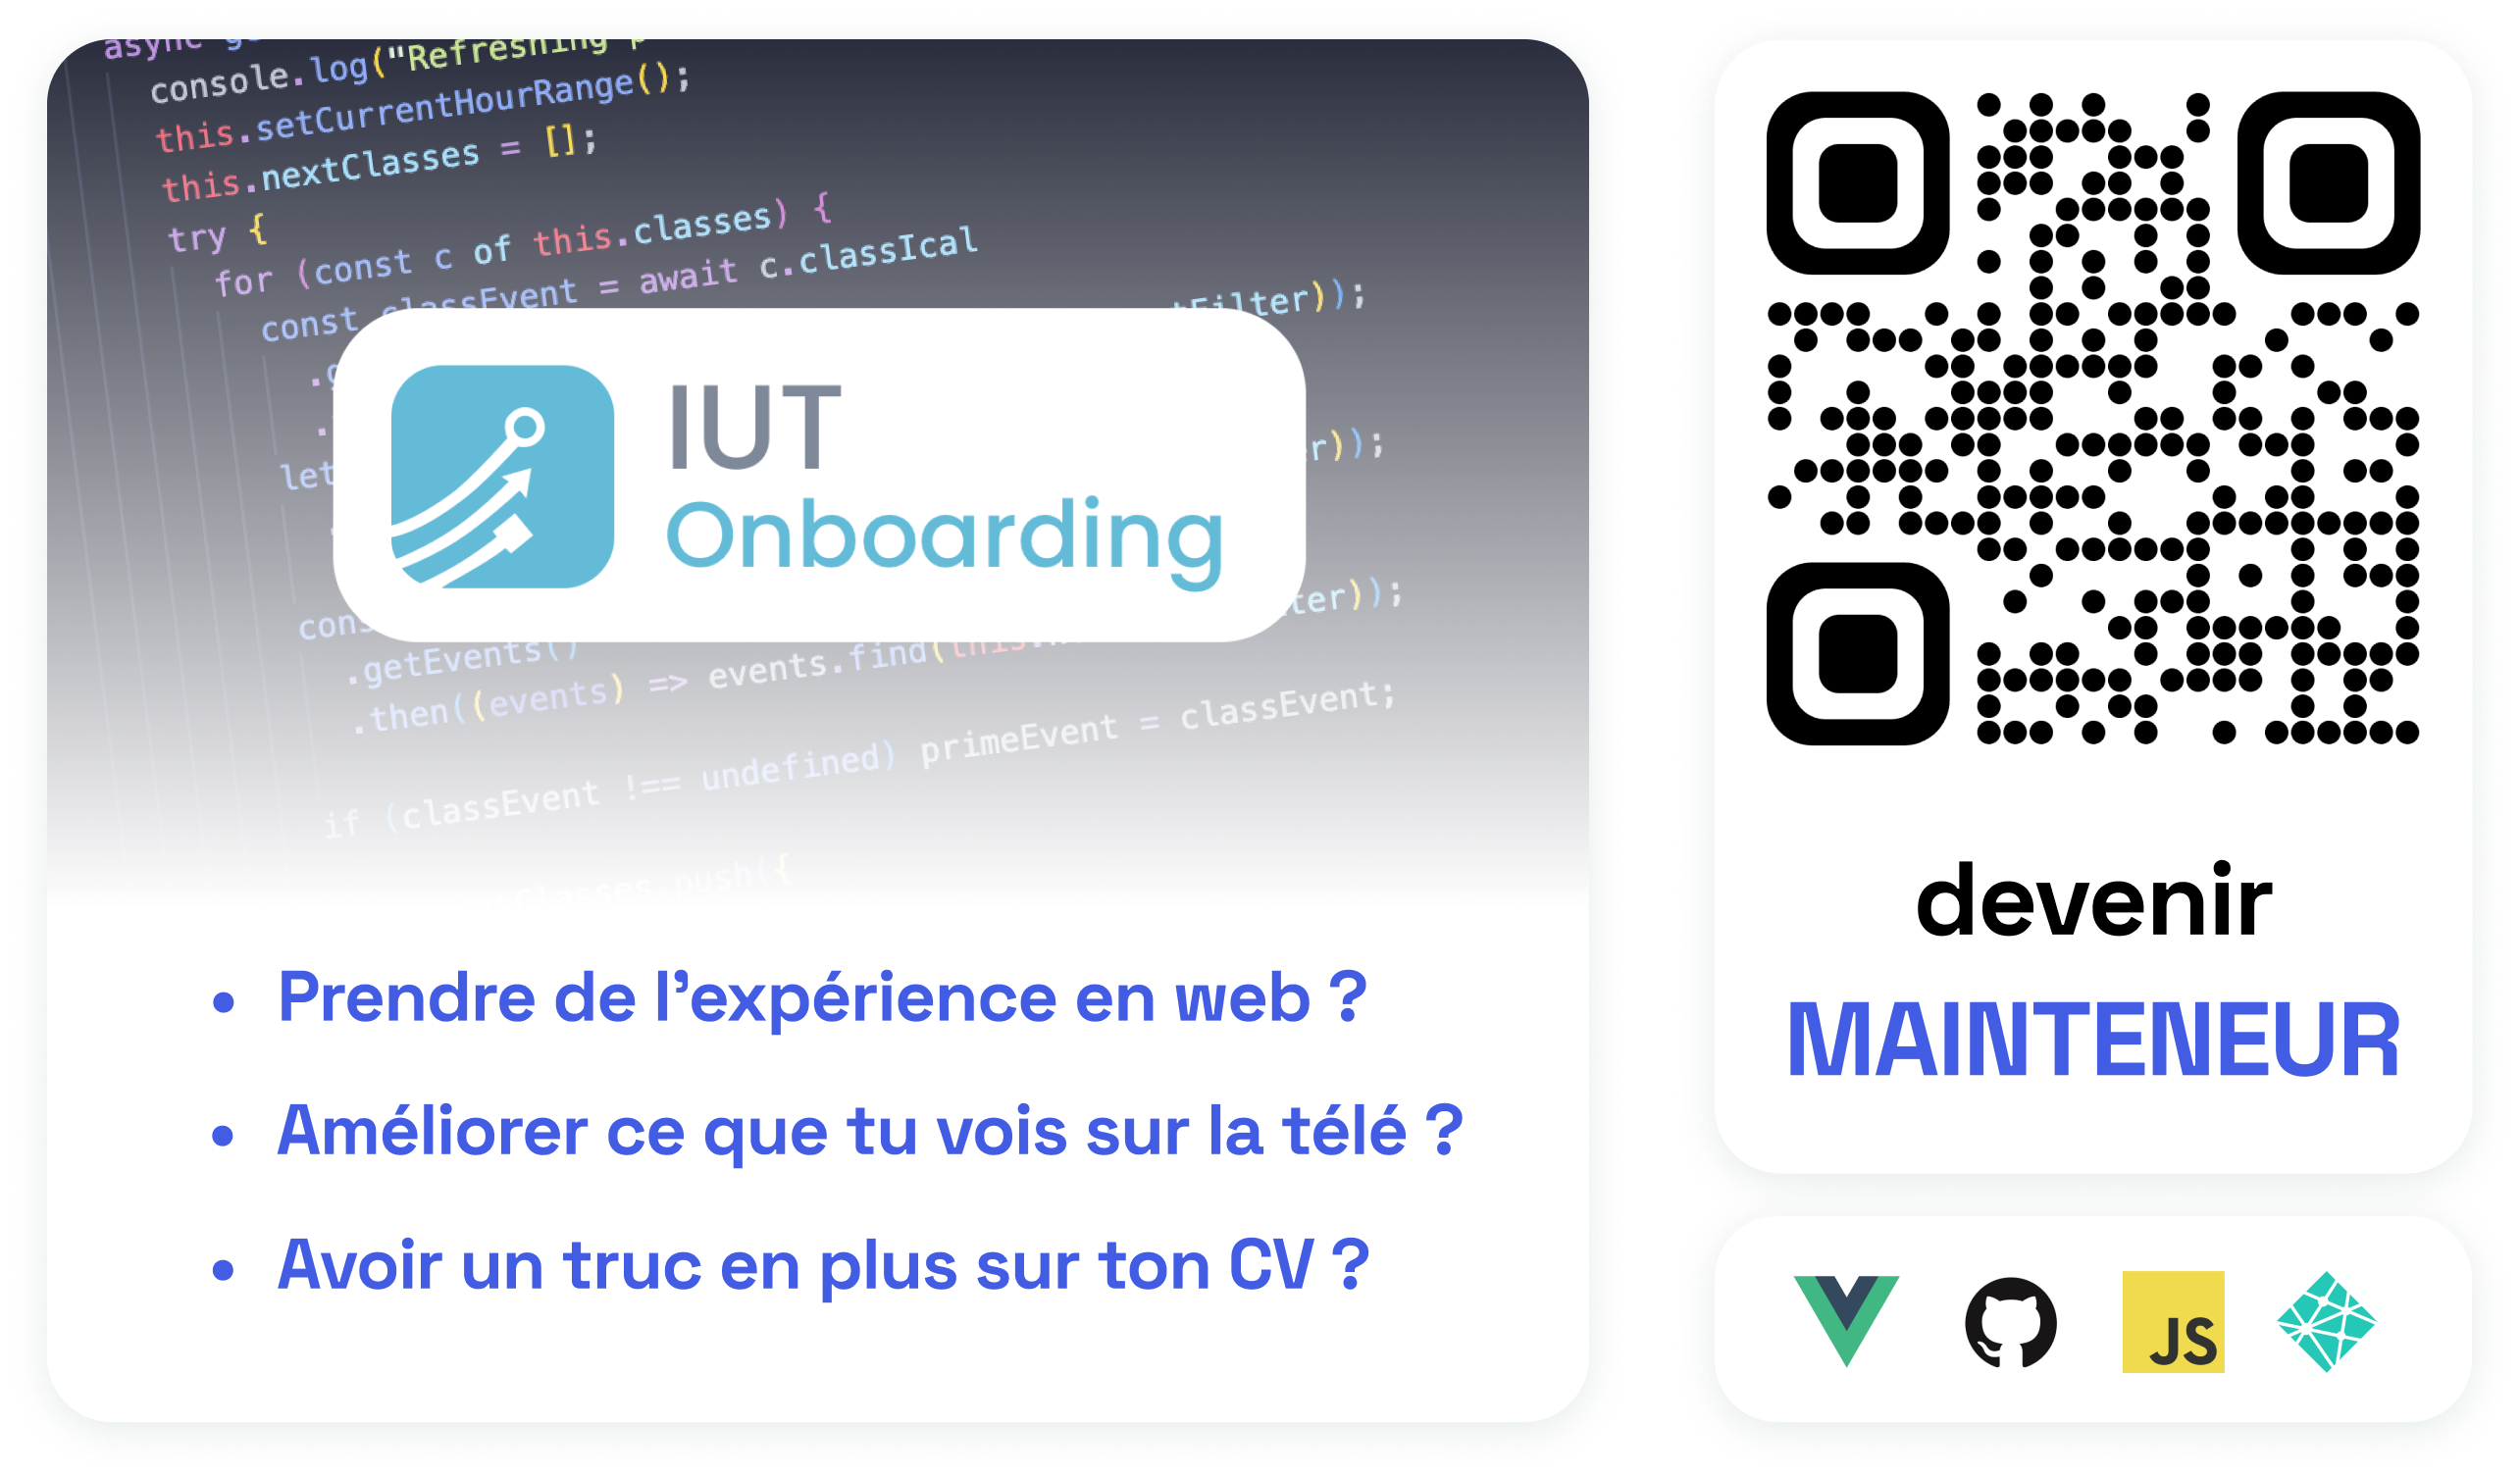 console.log("Refreshing
this.setCurrentHourRange();
this.nextClasses = [];
try {
for (const c of this.classes) {
const classEvent = await c.classIcal
let
.getEvents()
.then((events) => events.find(this.
if (classEvent !== undefined) primeEvent = classEvent;
IUT
Onboarding
• Prendre de l’expérience en web ?
• Améliorer ce que tu vois sur la télé ?
• Avoir un truc en plus sur ton CV ?
devenir
MAINTENEUR
JS